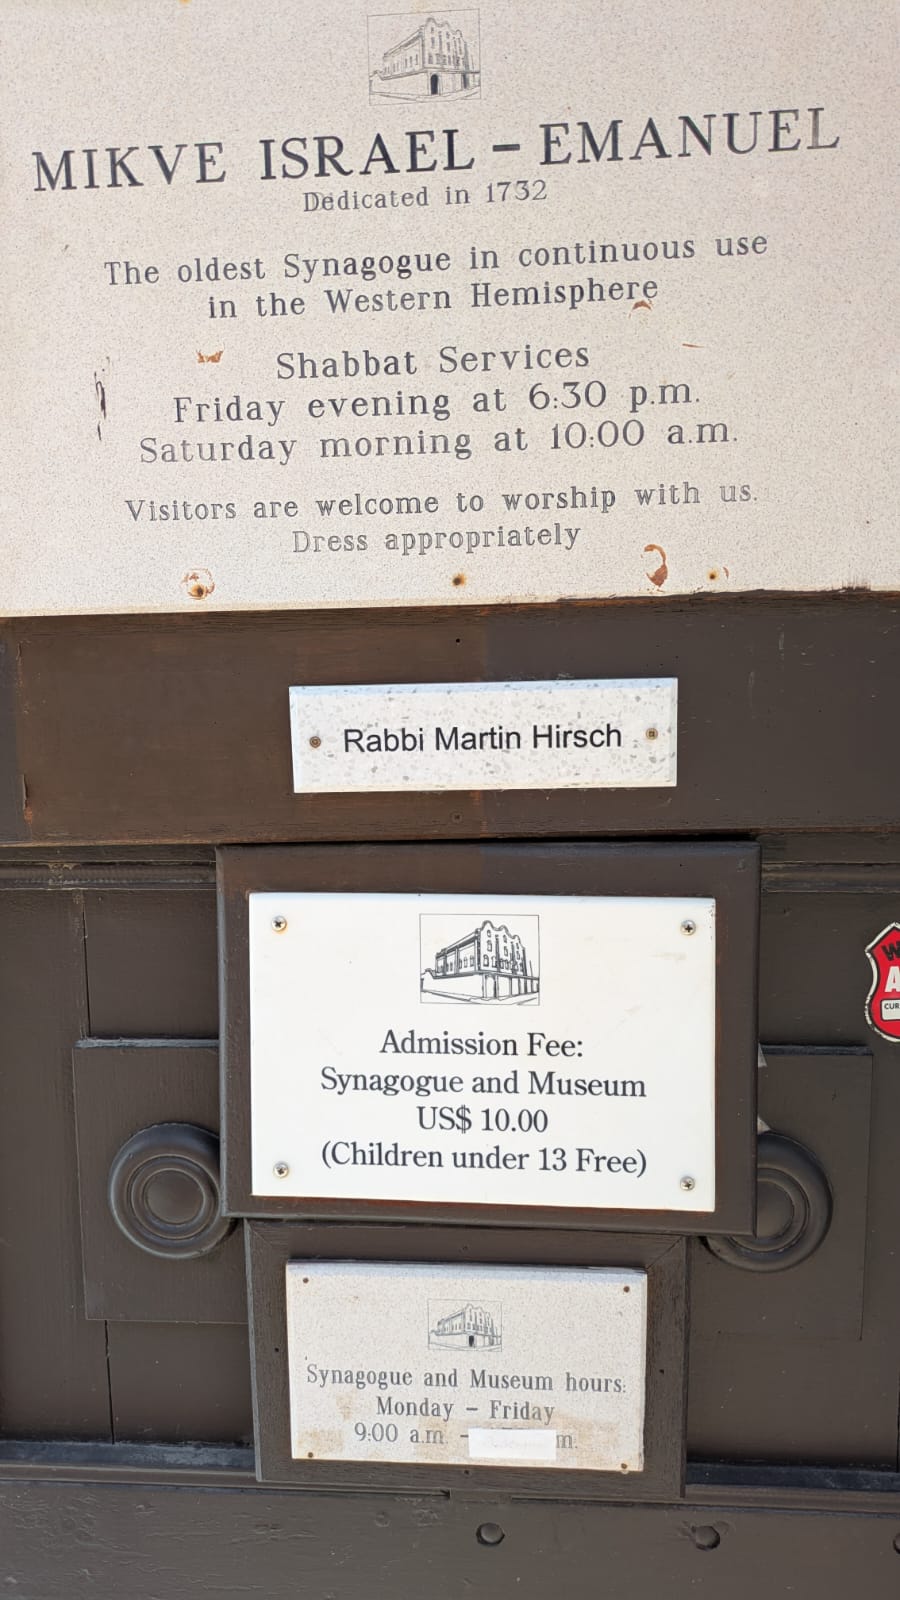 MIKVE ISRAEL – EMANUEL
Dedicated in 1732
The oldest Synagogue in continuous use
in the Western Hemisphere
Shabbat Services
Friday evening at 6:30 p.m.
Saturday morning at 10:00 a.m.
Visitors are welcome to worship with us.
Dress appropriately
Rabbi Martin Hirsch
Admission Fee:
Synagogue and Museum
US$ 10.00
(Children under 13 Free)
Synagogue and Museum hours:
Monday – Friday
9:00 a.m. –